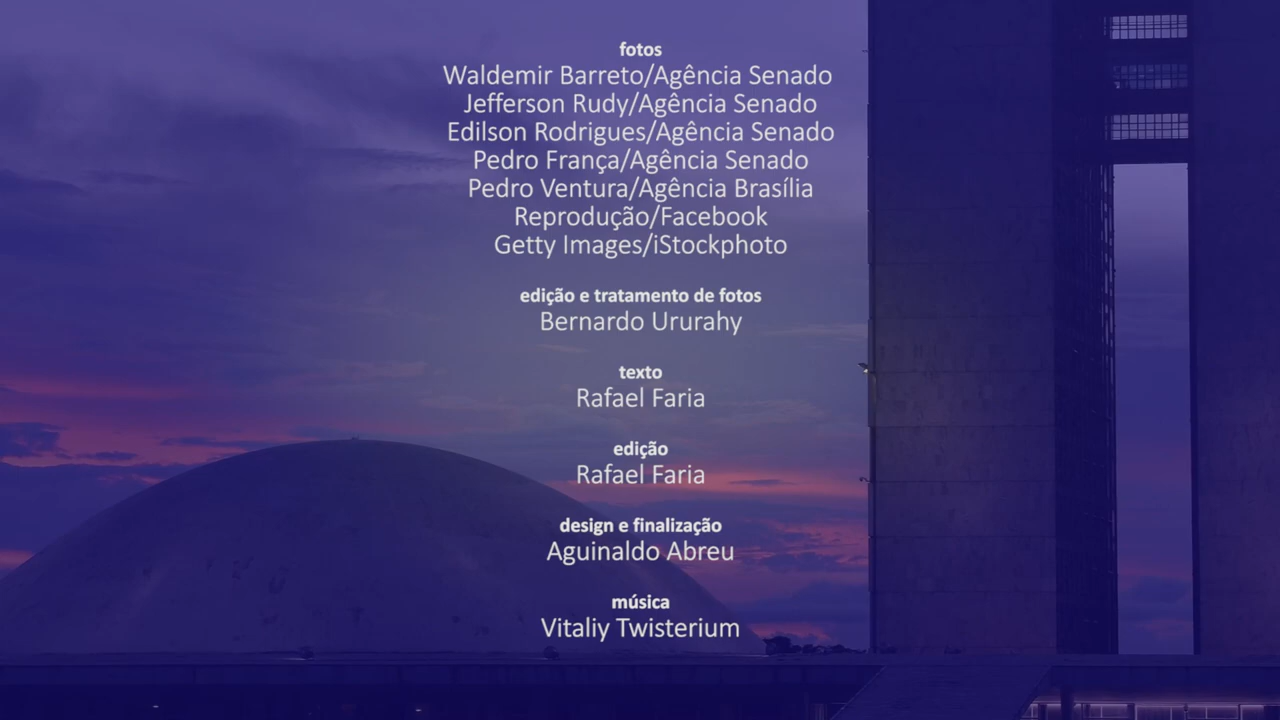 fotos
Waldemir Barreto/Agência Senado
Jefferson Rudy/Agência Senado
Edilson Rodrigues/Agência Senado
Pedro França/Agência Senado
Pedro Ventura/Agência Brasília
Reprodução/Facebook
Getty Images/iStockphoto
edição e tratamento de fotos
Bernardo Ururahy
texto
Rafael Faria
edição
Rafael Faria
design e finalização
Aguinaldo Abreu
música
Vitaliy Twisterium